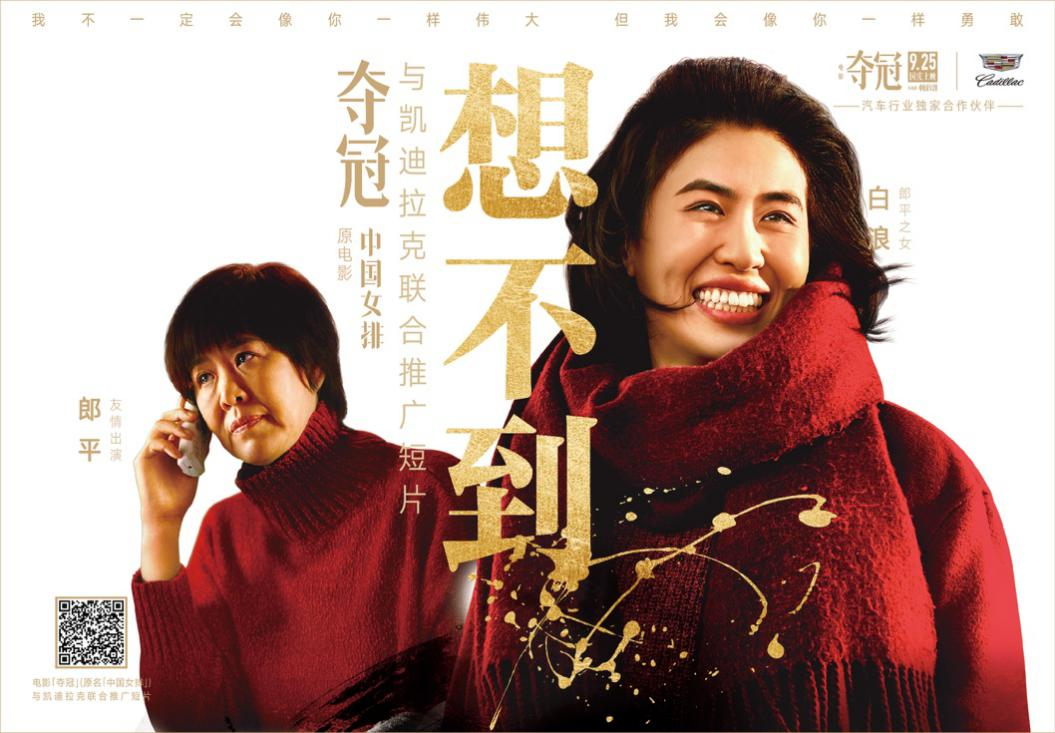 我不一定会像你一样伟大 但我会像你一样勇敢
电影 夺冠 9.25 国庆上映
Cadillac
汽车行业独家合作伙伴
想不到
与凯迪拉克联合推广短片
夺冠
原电影
中国女排
白浪
郎平之女
郎平
友情出演
电影「夺冠」(原名「中国女排」)
与凯迪拉克联合推广短片